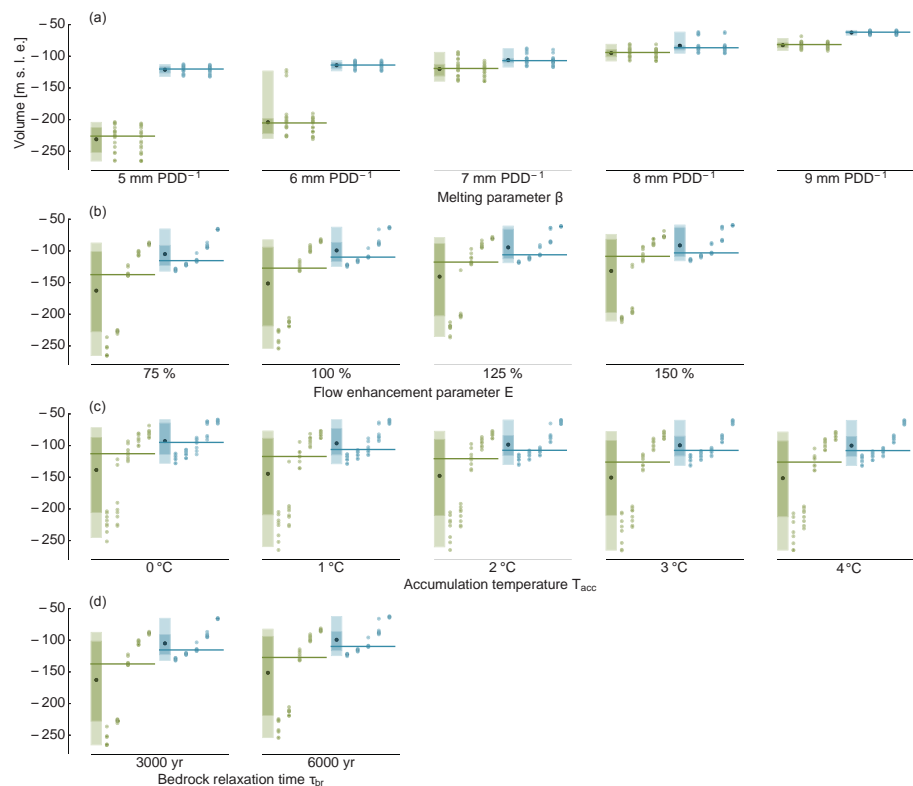 (a)
− 50
− 100
− 150
− 200
− 250
Volume [m s. l. e.]
5 mm PDD⁻¹ 6 mm PDD⁻¹ 7 mm PDD⁻¹ 8 mm PDD⁻¹ 9 mm PDD⁻¹
Melting parameter β
(b)
− 50
− 100
− 150
− 200
− 250
75 % 100 % 125 % 150 %
Flow enhancement parameter E
(c)
− 50
− 100
− 150
− 200
− 250
0 °C 1 °C 2 °C 3 °C 4 °C
Accumulation temperature Tacc
(d)
− 50
− 100
− 150
− 200
− 250
3000 yr 6000 yr
Bedrock relaxation time τbr